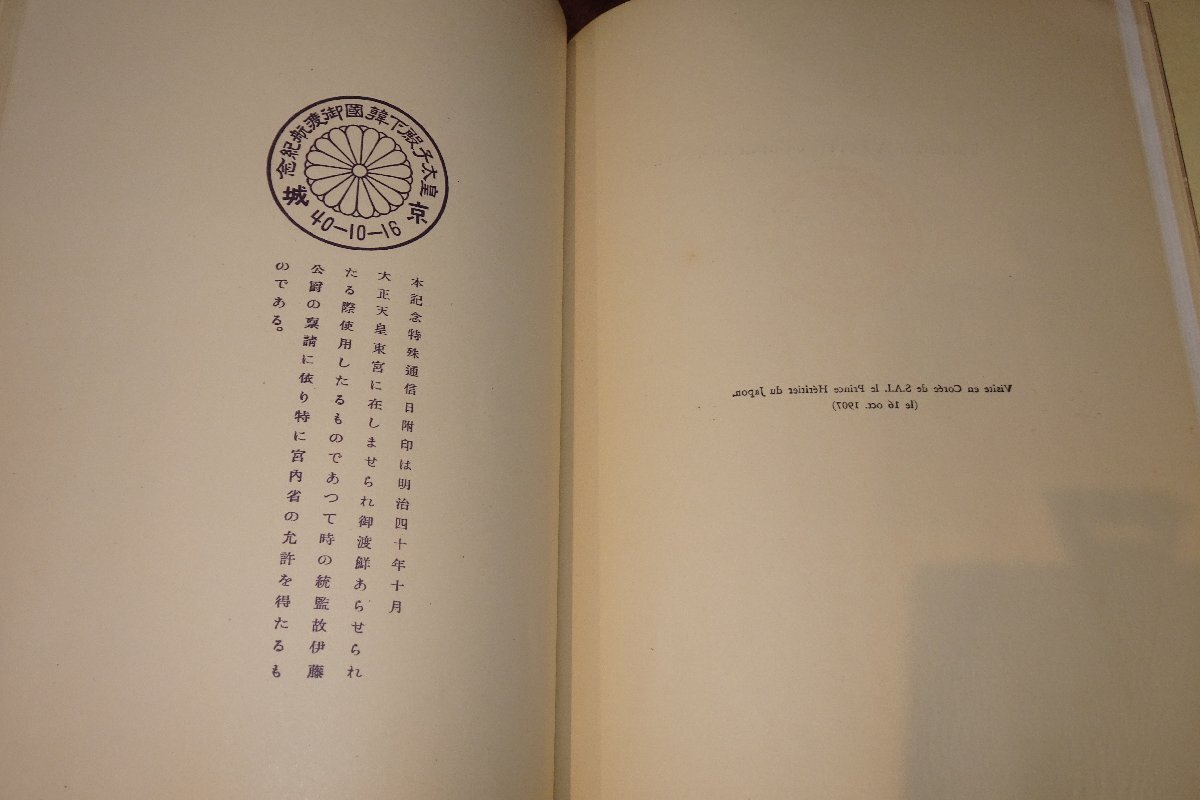 皇太子殿下韓國御渡航紀念
京城
40-10-16
本記念特殊通信日附印は明治四十年十月
大正天皇東宮に在しませられ御渡鮮あらせられ
たる際使用したるものであつて時の統監故伊藤
公爵の稟請に依り特に宮內省の允許を得たるも
のである。
Visite en Corée de S.A.I. le Prince Héritier du Japon.
(le 16 oct. 1907)